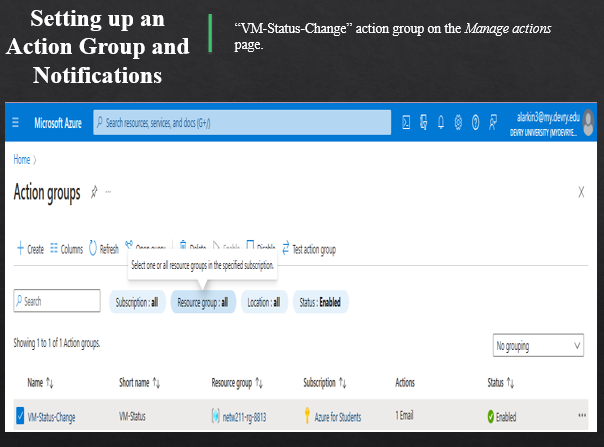 Setting up an
Action Group and
Notifications
“VM-Status-Change” action group on the Manage actions
page.
Microsoft Azure
Search resources, services, and docs (G+/)
alarkin3@my.devry.edu
DEVRY UNIVERSITY (MYDEVRYE...
Home >
Action groups
...
Create Columns Refresh Open query Delete Enable Disable Test action group
Select one or all resource groups in the specified subscription.
Search
Subscription : all Resource group : all Location : all Status : Enabled
Showing 1 to 1 of 1 Action groups.
No grouping
Name ↑↓ Short name ↑↓ Resource group ↑↓ Subscription ↑↓ Actions Status ↑↓
VM-Status-Change VM-Status netw211-rg-8813 Azure for Students 1 Email Enabled ...